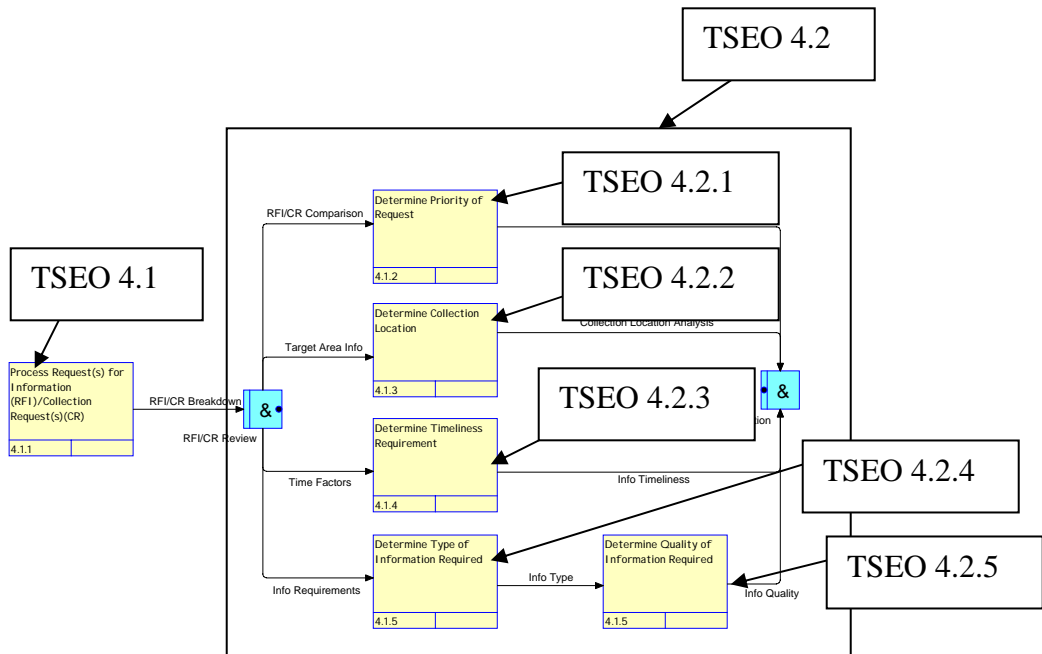 TSEO 4.2
TSEO 4.2.1
Determine Priority of
Request
RFI/CR Comparison
4.1.2
TSEO 4.1
TSEO 4.2.2
Determine Collection
Location
Collection Location Analysis
Target Area Info
4.1.3
Process Request(s) for
Information
(RFI)/Collection
Request(s)(CR)
4.1.1
RFI/CR Breakdown
&
RFI/CR Review
&
TSEO 4.2.3
Determine Timeliness
Requirement
Time Factors
Info Timeliness
4.1.4
TSEO 4.2.4
Determine Type of
Information Required
Info Requirements
Info Type
4.1.5
Determine Quality of
Information Required
4.1.5
Info Quality
TSEO 4.2.5